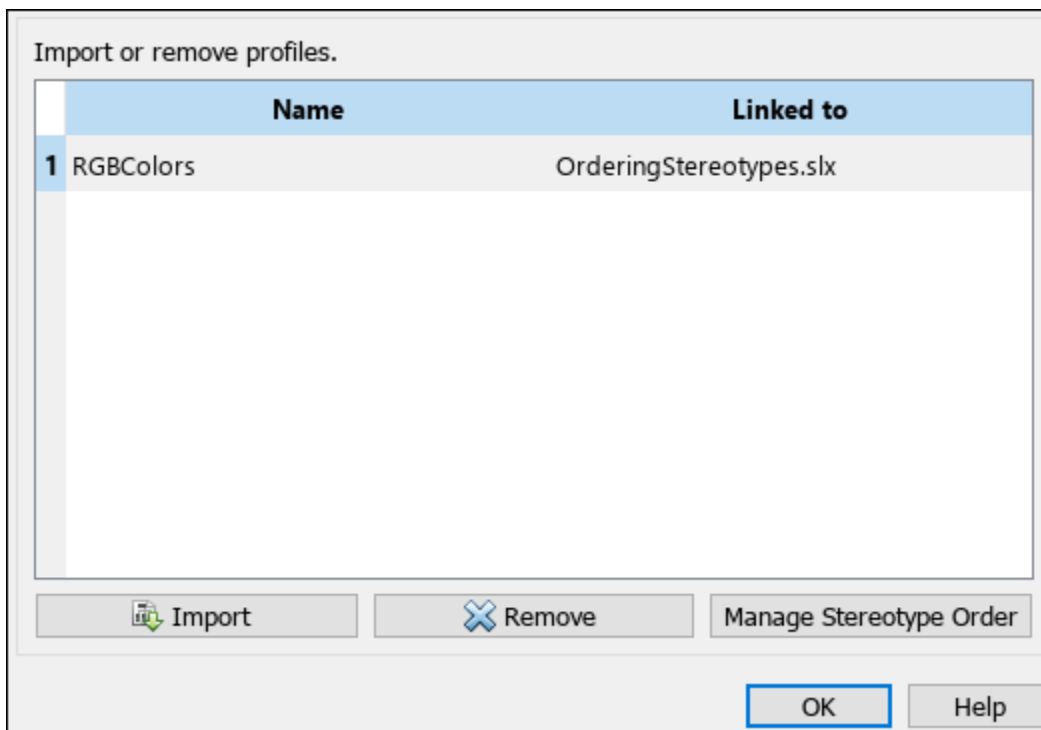 Import or remove profiles.
Name Linked to
1 RGBColors OrderingStereotypes.slx
Import Remove Manage Stereotype Order
OK Help